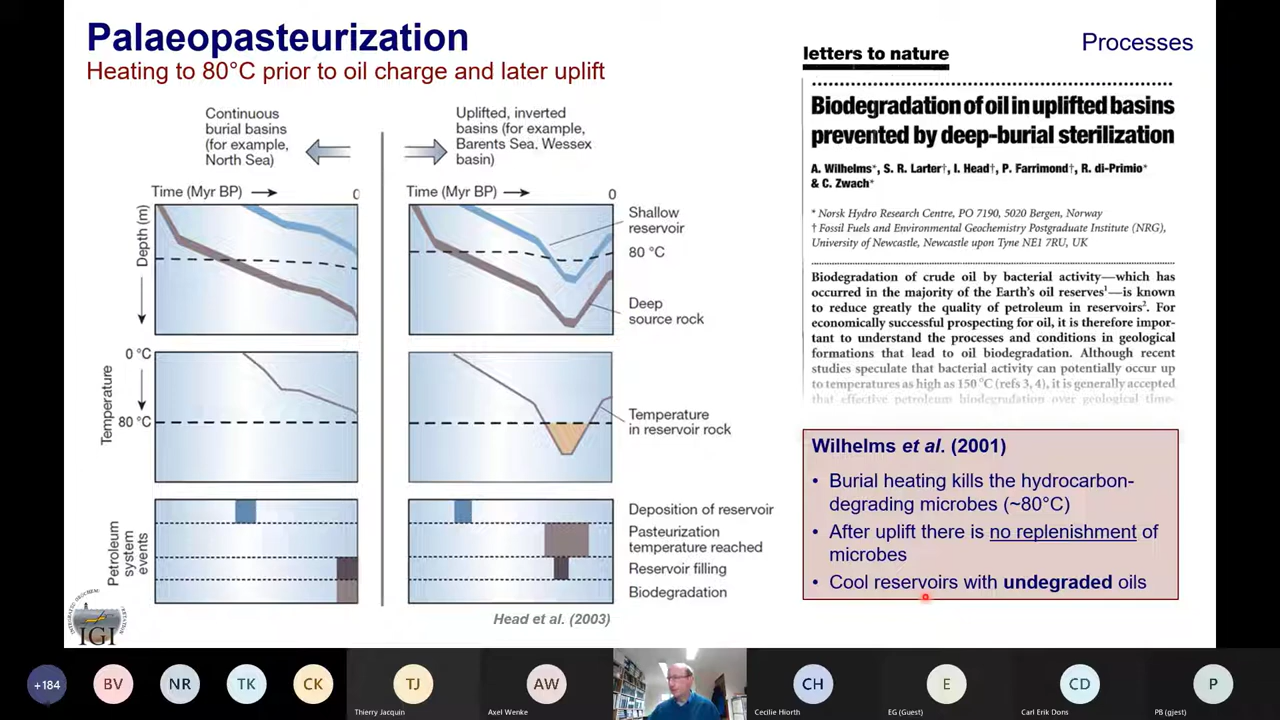 Palaeopasteurization
Heating to 80°C prior to oil charge and later uplift
Processes
Continuous
burial basins
(for example,
North Sea)
Uplifted, inverted
basins (for example,
Barents Sea, Wessex
basin)
Time (Myr BP)
0
Time (Myr BP)
0
Depth (m)
Shallow
reservoir
80 °C
Deep
source rock
0 °C
Temperature
80 °C
Temperature
in reservoir rock
Petroleum
system
events
Deposition of reservoir
Pasteurization
temperature reached
Reservoir filling
Biodegradation
Head et al. (2003)
letters to nature
Biodegradation of oil in uplifted basins
prevented by deep-burial sterilization
A. Wilhelms*, S. R. Larter†, I. Head†, P. Farrimond†, R. di-Primio*
& C. Zwach*
* Norsk Hydro Research Centre, PO 7190, 5020 Bergen, Norway
† Fossil Fuels and Environmental Geochemistry Postgraduate Institute (NRG),
University of Newcastle, Newcastle upon Tyne NE1 7RU, UK
Biodegradation of crude oil by bacterial activity—which has
occurred in the majority of the Earth's oil reserves¹—is known
to reduce greatly the quality of petroleum in reservoirs². For
economically successful prospecting for oil, it is therefore impor-
tant to understand the processes and conditions in geological
formations that lead to oil biodegradation. Although recent
studies speculate that bacterial activity can potentially occur up
to temperatures as high as 150 °C (refs 3, 4), it is generally accepted
that effective petroleum biodegradation over geological time-
Wilhelms et al. (2001)
• Burial heating kills the hydrocarbon-
degrading microbes (~80°C)
• After uplift there is no replenishment of
microbes
• Cool reservoirs with undegraded oils
IGI
+184
BV
NR
TK
CK
TJ
Thierry Jacquin
AW
Axel Wenke
CH
Cecilie Hiorth
E
EG (Guest)
CD
Carl Erik Dons
P
PB (gjest)